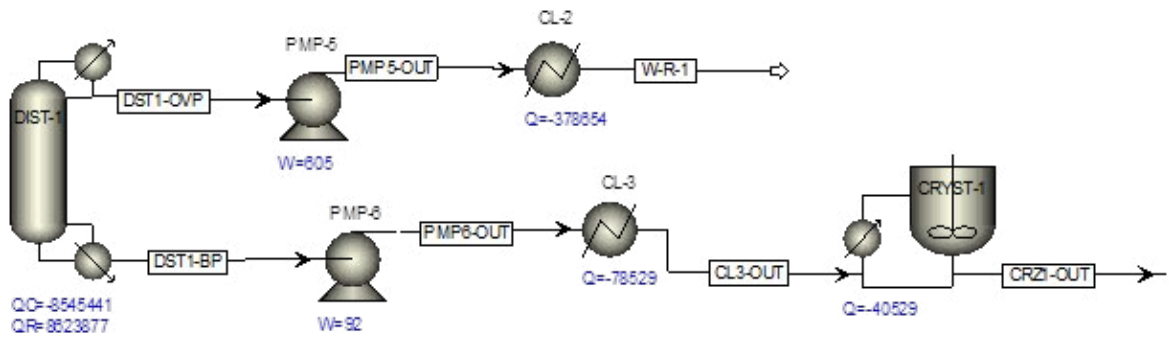 CL-2
PMP-5
PMP5-OUT
W-R-1
DIST-1
DST1-OVP
Q=-378654
W=605
CL-3
CRYST-1
PMP-6
PMP6-OUT
DST1-BP
CL3-OUT
CRZ1-OUT
Q=-78529
QC=-8545441
Q=-40529
QR=8623877
W=92